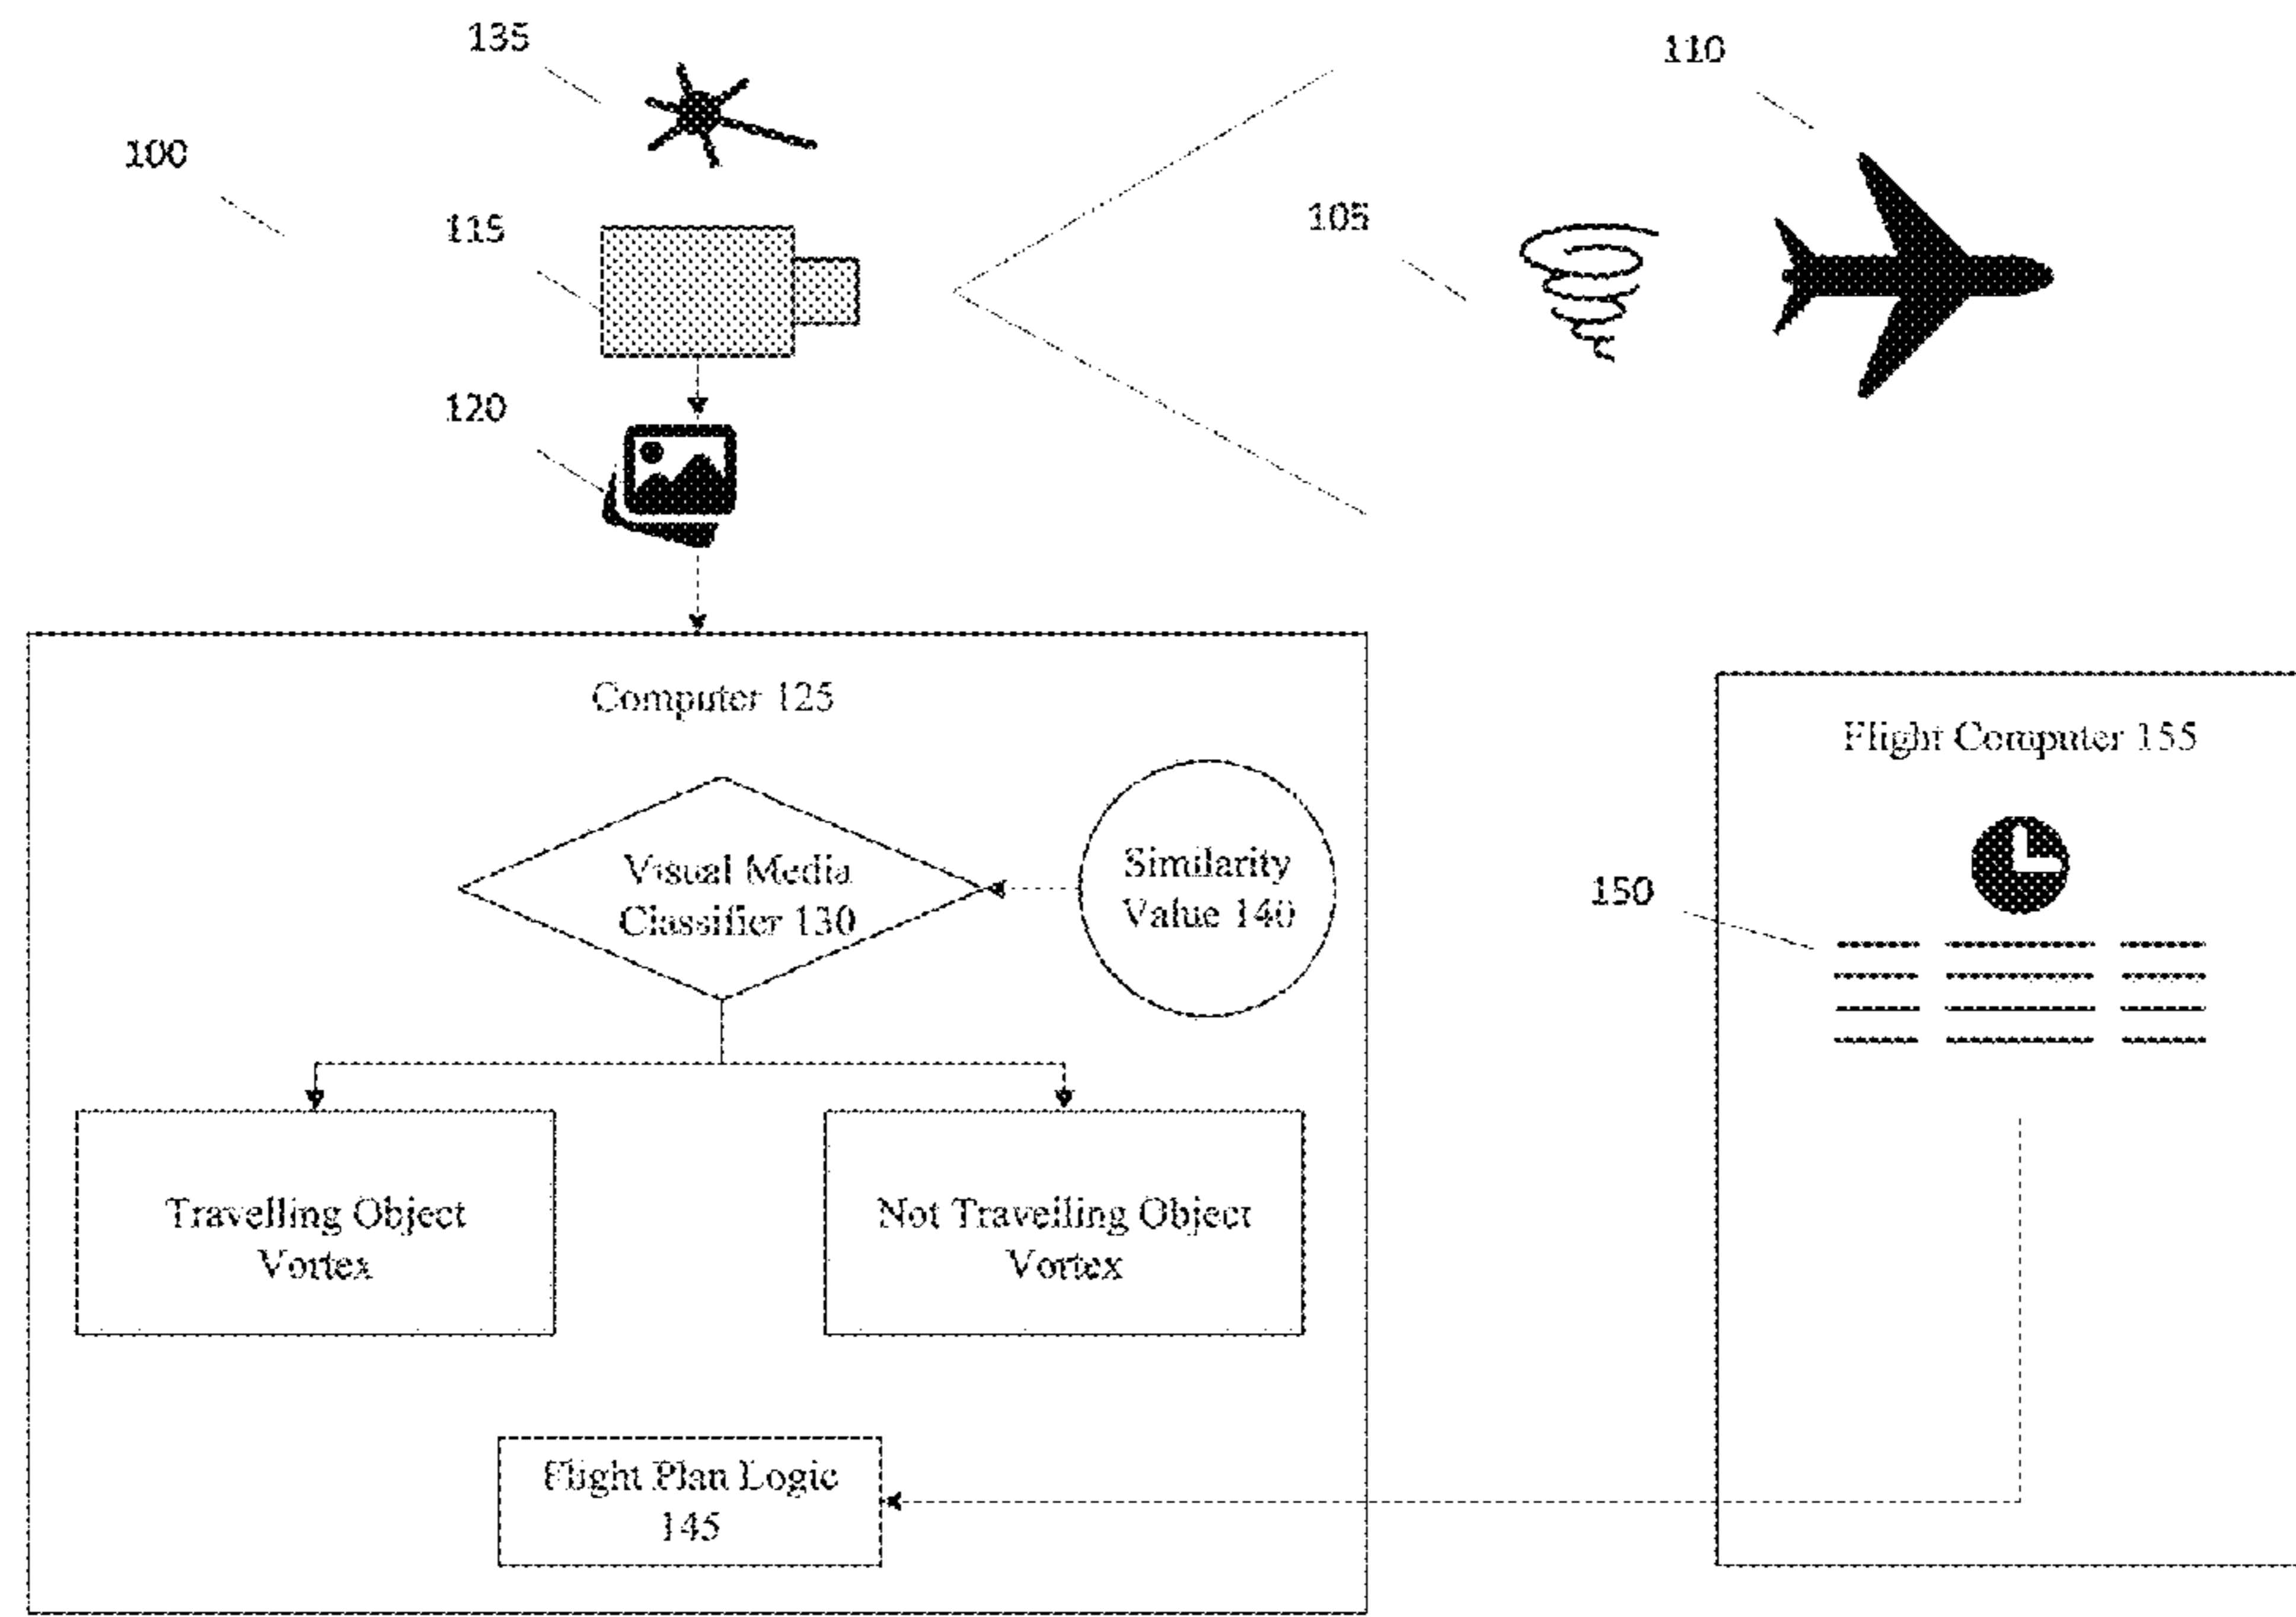 135
110
100
115
105
120
Computer 125
Flight Computer 155
Visual Media
Classifier 130
Similarity
Value 140
150
Travelling Object
Vortex
Not Travelling Object
Vortex
Flight Plan Logic
145